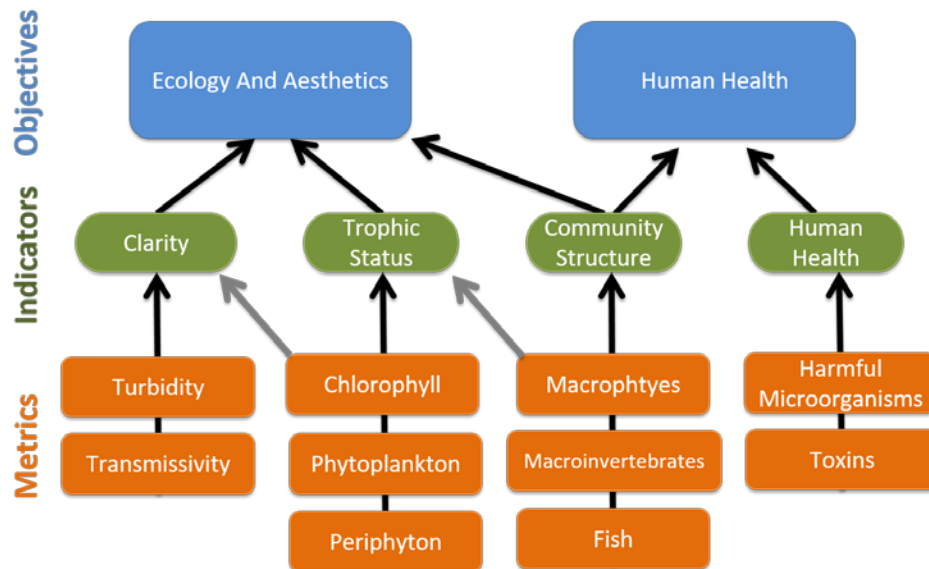 Objectives
Ecology And Aesthetics
Human Health
Indicators
Clarity
Trophic
Status
Community
Structure
Human
Health
Metrics
Turbidity
Chlorophyll
Macrophtyes
Harmful
Microorganisms
Transmissivity
Phytoplankton
Macroinvertebrates
Toxins
Periphyton
Fish